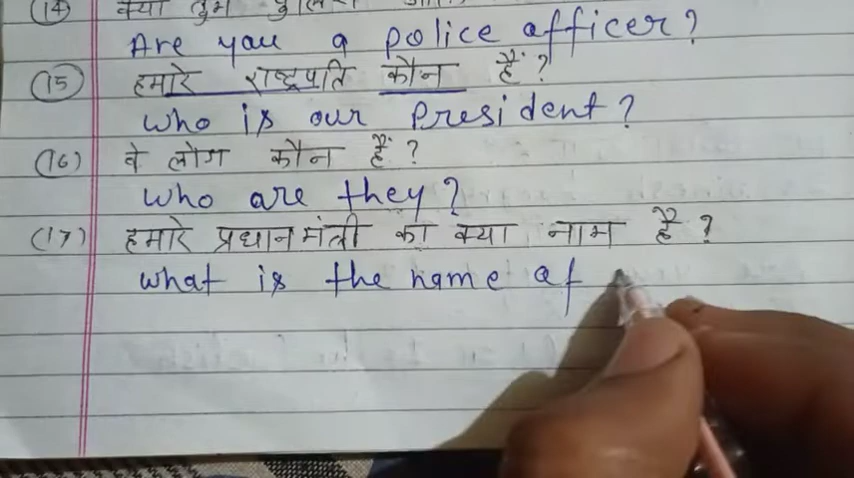 (14) क्या तुम
Are you a police officer?
(15) हमारे राष्ट्रपति कौन हैं ?
Who is our President?
(16) वे लोग कौन हैं ?
Who are they?
(17) हमारे प्रधानमंत्री का क्या नाम है ?
What is the name of